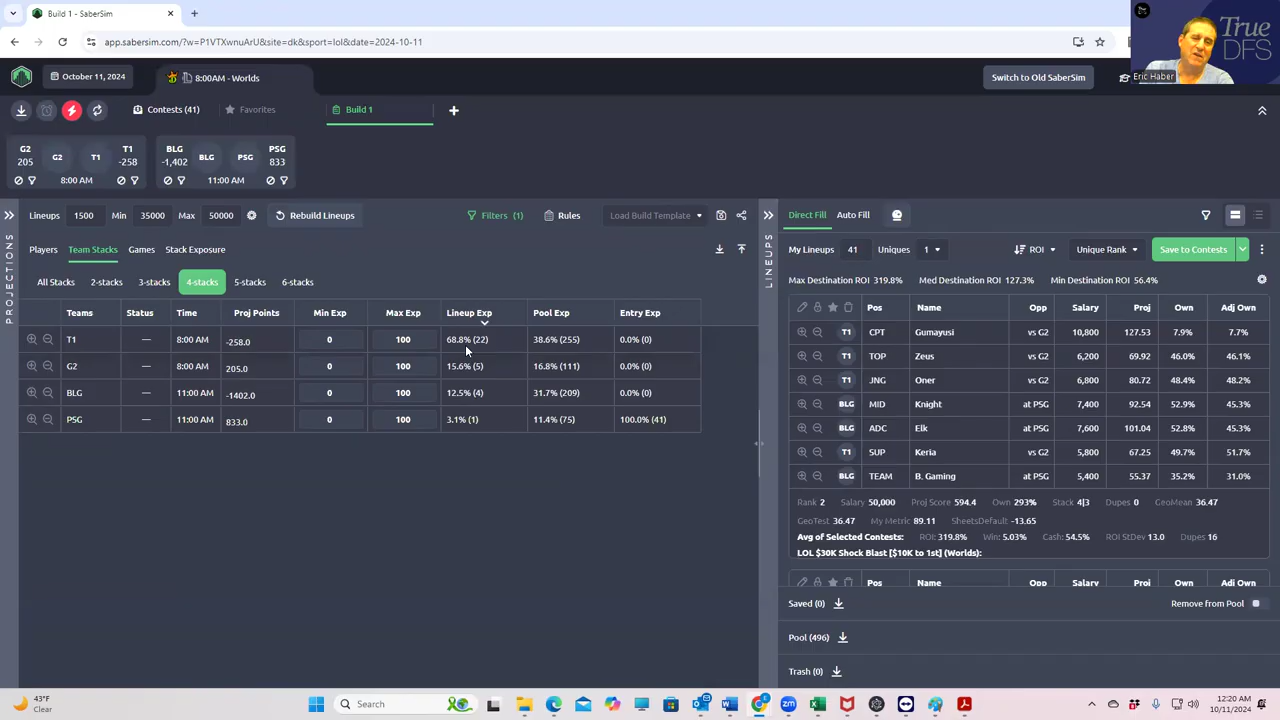 Build 1 - SaberSim
app.sabersim.com/?w=P1VTXwnuArU&site=dk&sport=lol&date=2024-10-11
True
DFS
Eric Haber
October 11, 2024
8:00AM - Worlds
Switch to Old SaberSim
Contests (41)
Favorites
Build 1
G2 T1
205 G2 T1 -258
8:00 AM
BLG PSG
-1,402 BLG PSG 833
11:00 AM
Lineups 1500 Min 35000 Max 50000 Rebuild Lineups Filters (1) Rules Load Build Template
Players Team Stacks Games Stack Exposure
All Stacks 2-stacks 3-stacks 4-stacks 5-stacks 6-stacks
Teams Status Time Proj Points Min Exp Max Exp Lineup Exp Pool Exp Entry Exp
T1 — 8:00 AM -258.0 0 100 68.8% (22) 38.6% (255) 0.0% (0)
G2 — 8:00 AM 205.0 0 100 15.6% (5) 16.8% (111) 0.0% (0)
BLG — 11:00 AM -1402.0 0 100 12.5% (4) 31.7% (209) 0.0% (0)
PSG — 11:00 AM 833.0 0 100 3.1% (1) 11.4% (75) 100.0% (41)
PROJECTIONS
LINEUPS
Direct Fill Auto Fill
My Lineups 41 Uniques 1 ROI Unique Rank Save to Contests
Max Destination ROI 319.8% Med Destination ROI 127.3% Min Destination ROI 56.4%
Pos Name Opp Salary Proj Own Adj Own
T1 CPT Gumayusi vs G2 10,800 127.53 7.9% 7.7%
T1 TOP Zeus vs G2 6,200 69.92 46.0% 46.1%
T1 JNG Oner vs G2 6,800 80.72 48.4% 48.2%
BLG MID Knight at PSG 7,400 92.54 52.9% 45.3%
BLG ADC Elk at PSG 7,600 101.04 52.8% 45.3%
T1 SUP Keria vs G2 5,800 67.25 49.7% 51.7%
BLG TEAM B. Gaming at PSG 5,400 55.37 35.2% 31.0%
Rank 2 Salary 50,000 Proj Score 594.4 Own 293% Stack 4|3 Dupes 0 GeoMean 36.47
GeoTest 36.47 My Metric 89.11 SheetsDefault -13.65
Avg of Selected Contests: ROI: 319.8% Win: 5.03% Cash: 54.5% ROI StDev 13.0 Dupes 16
LOL $30K Shock Blast [$10K to 1st] (Worlds):
Pos Name Opp Salary Proj Own Adj Own
Saved (0) Remove from Pool
Pool (496)
Trash (0)
43°F
Clear
Search
12:20 AM
10/11/2024